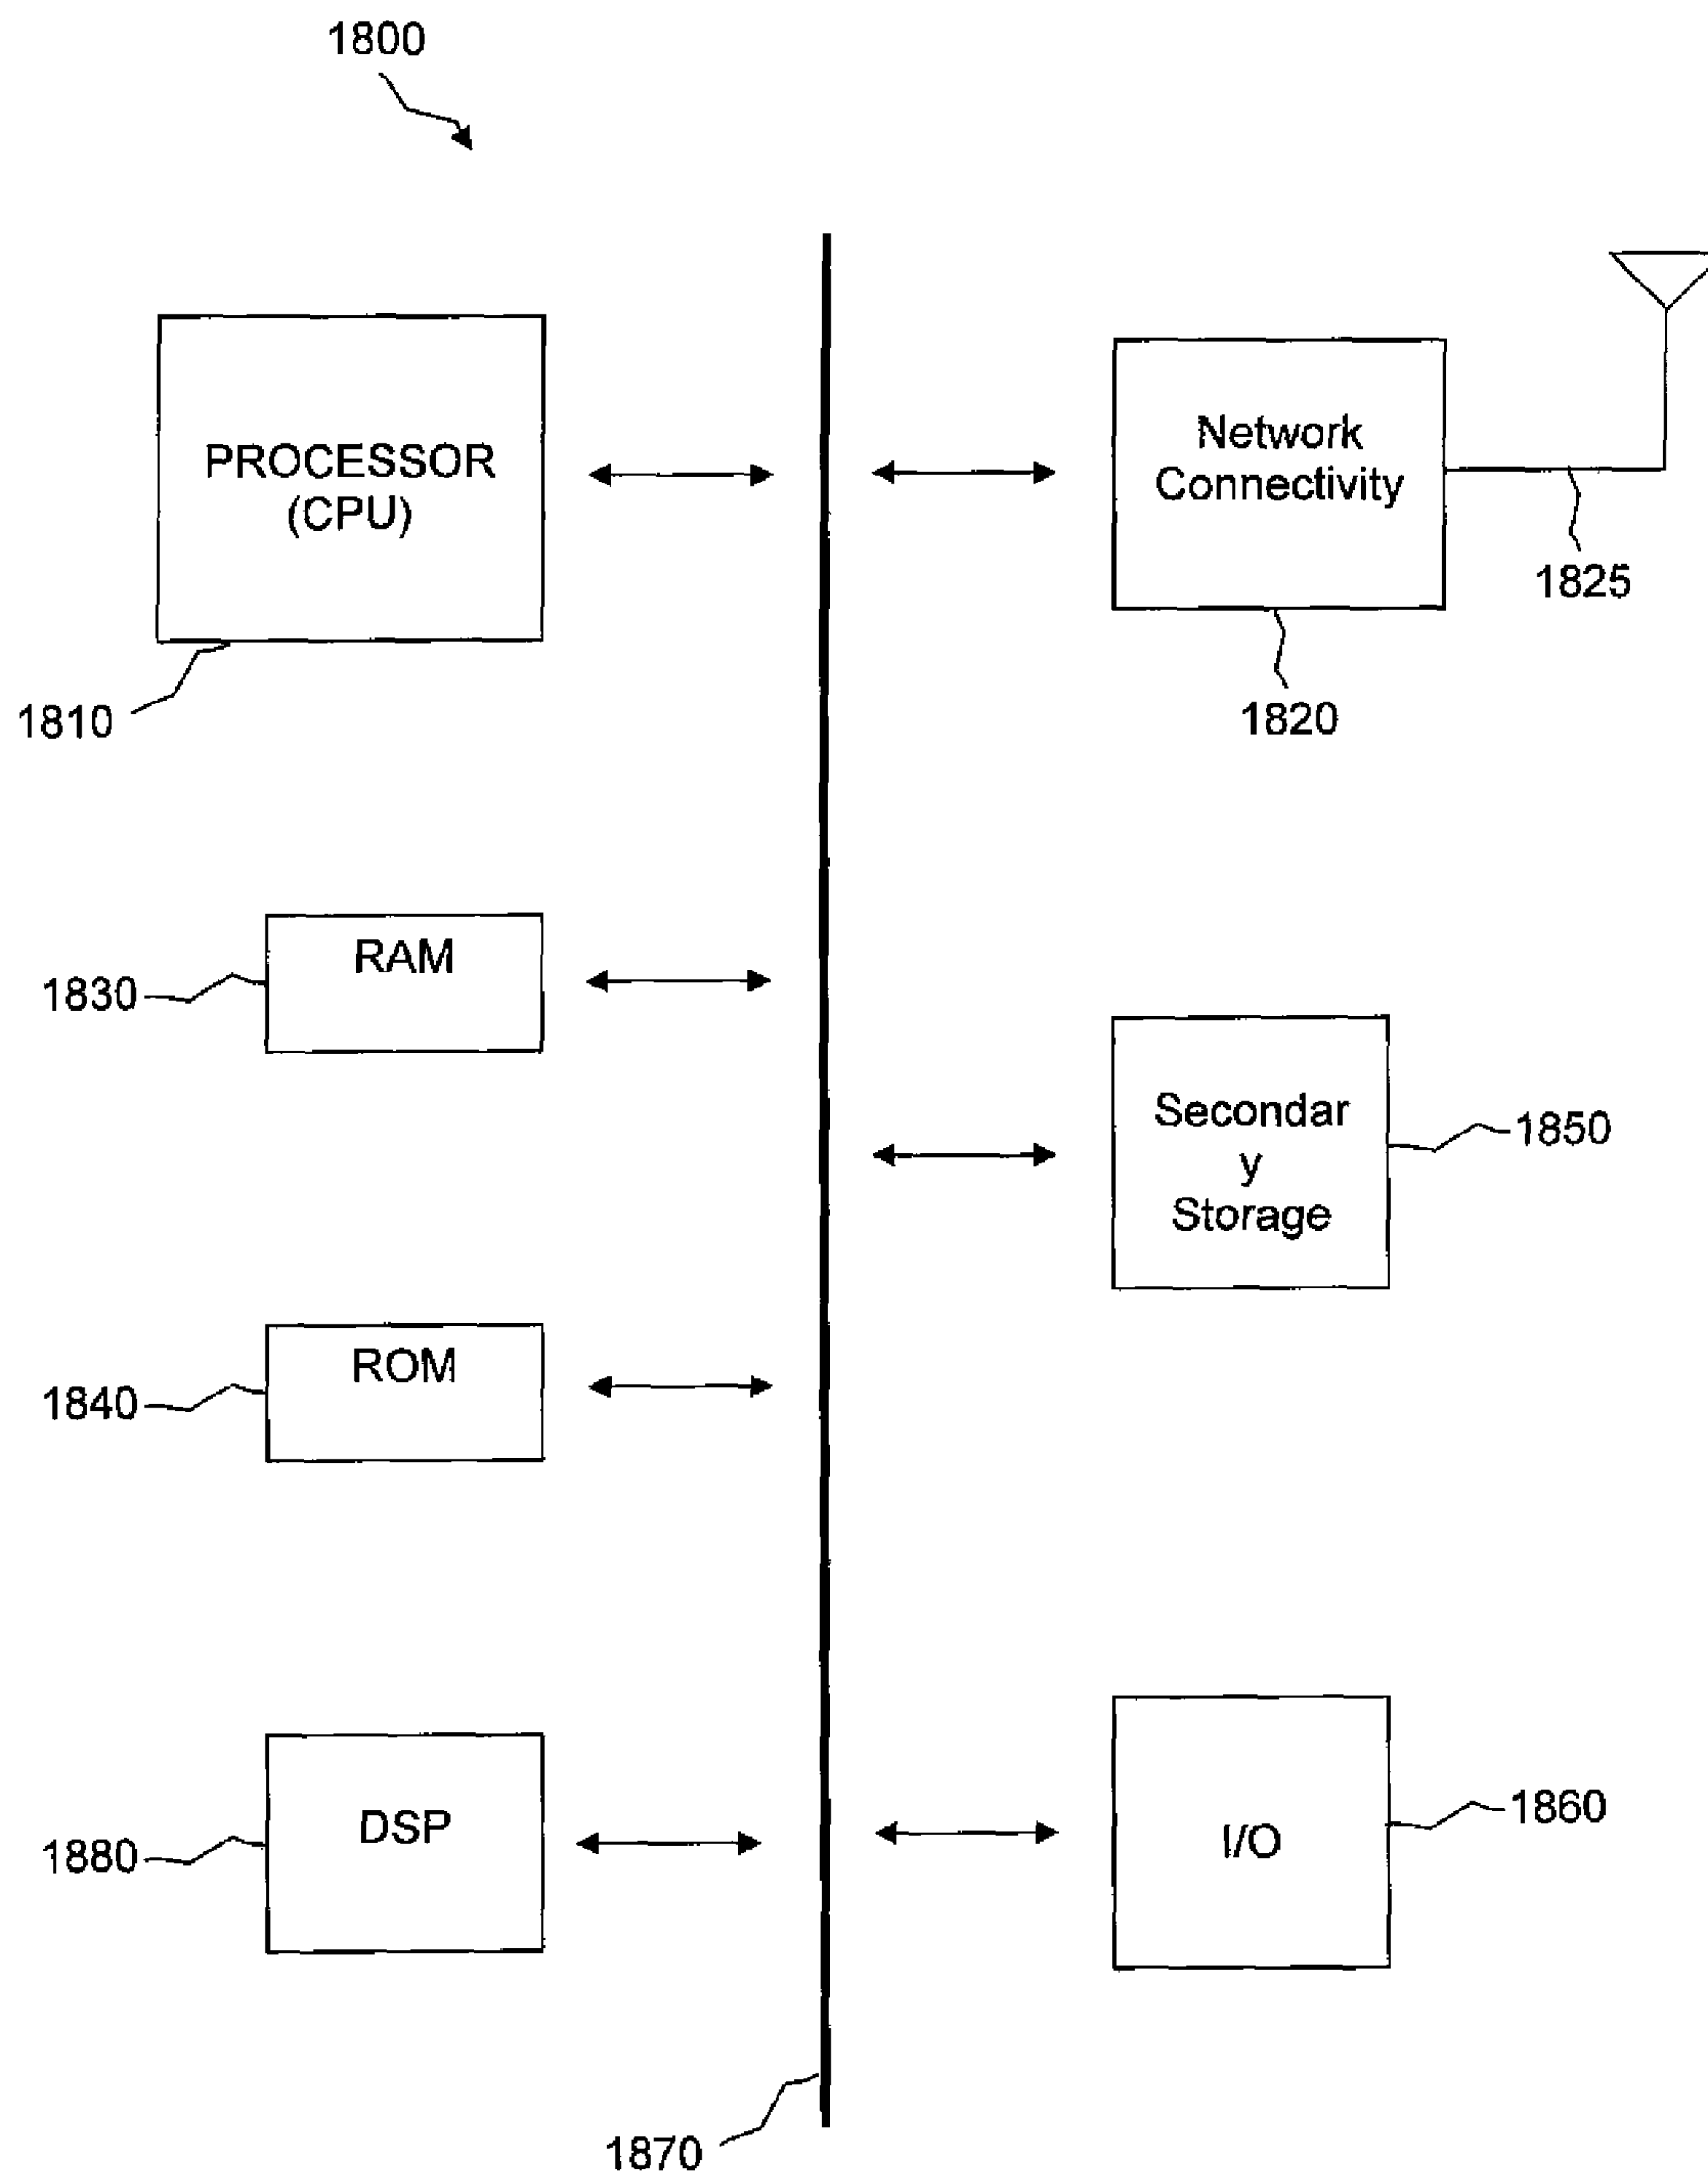 1800
PROCESSOR
(CPU)
1810
Network
Connectivity
1825
1820
RAM
1830
Secondar
y
Storage
1850
ROM
1840
DSP
1880
I/O
1860
1870